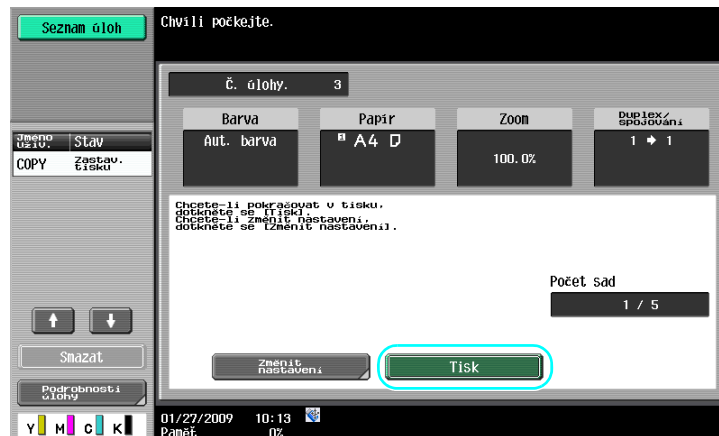 Seznam úloh
Chvíli počkejte.
Č. úlohy. 3
Barva
Papír
Zoom
Duplex/
spojování
Aut. barva
1 A4
100.0%
1 → 1
Jméno
uživ.
Stav
COPY
Zastav.
tisku
Chcete-li pokračovat v tisku,
dotkněte se [Tisk].
Chcete-li změnit nastavení,
dotkněte se [Změnit nastavení].
Počet sad
1 / 5
Změnit
nastavení
Tisk
Smazat
Podrobnosti
úlohy
Y M C K
01/27/2009 10:13
Paměť 0%